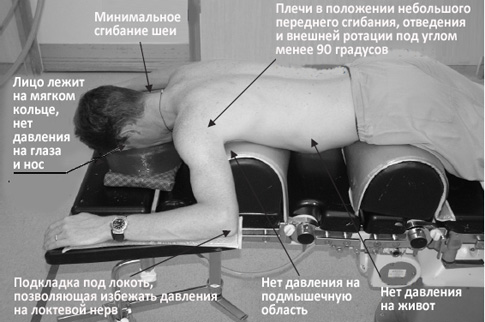 Минимальное
сгибание шеи
Плечи в положении небольшого
переднего сгибания, отведения
и внешней ротации под углом
менее 90 градусов
Лицо лежит
на мягком
кольце,
нет
давления
на глаза
и нос
Подкладка под локоть,
позволяющая избежать давления
на локтевой нерв
Нет давления на
подмышечную
область
Нет давления
на живот